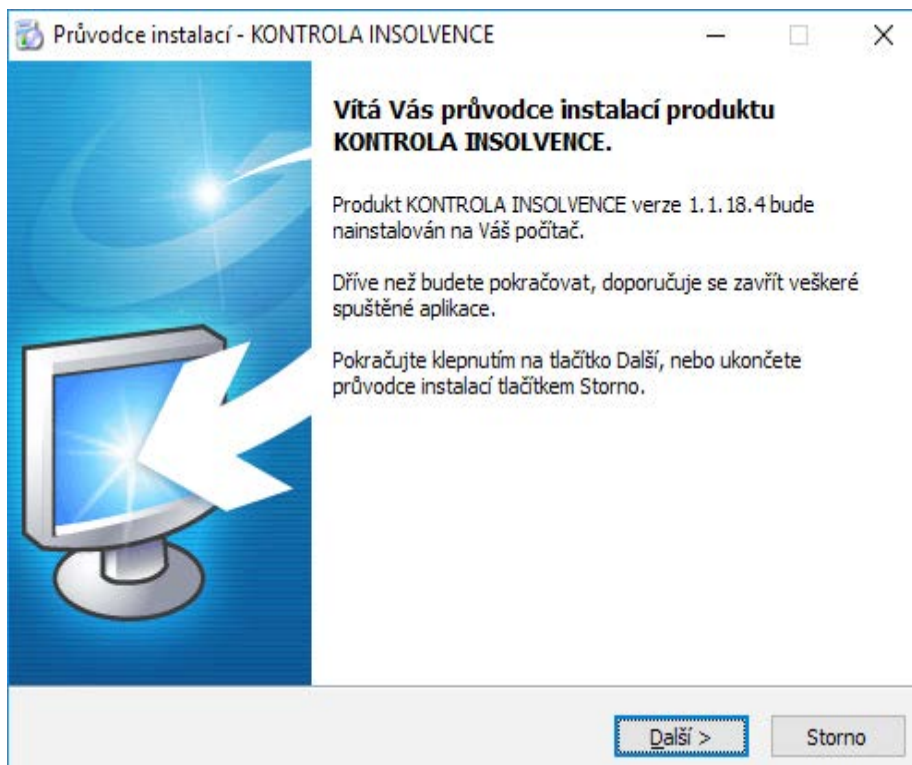 Průvodce instalací - KONTROLA INSOLVENCE
Vítá Vás průvodce instalací produktu
KONTROLA INSOLVENCE.
Produkt KONTROLA INSOLVENCE verze 1.1.18.4 bude
nainstalován na Váš počítač.
Dříve než budete pokračovat, doporučuje se zavřít veškeré
spuštěné aplikace.
Pokračujte klepnutím na tlačítko Další, nebo ukončete
průvodce instalací tlačítkem Storno.
Další > Storno